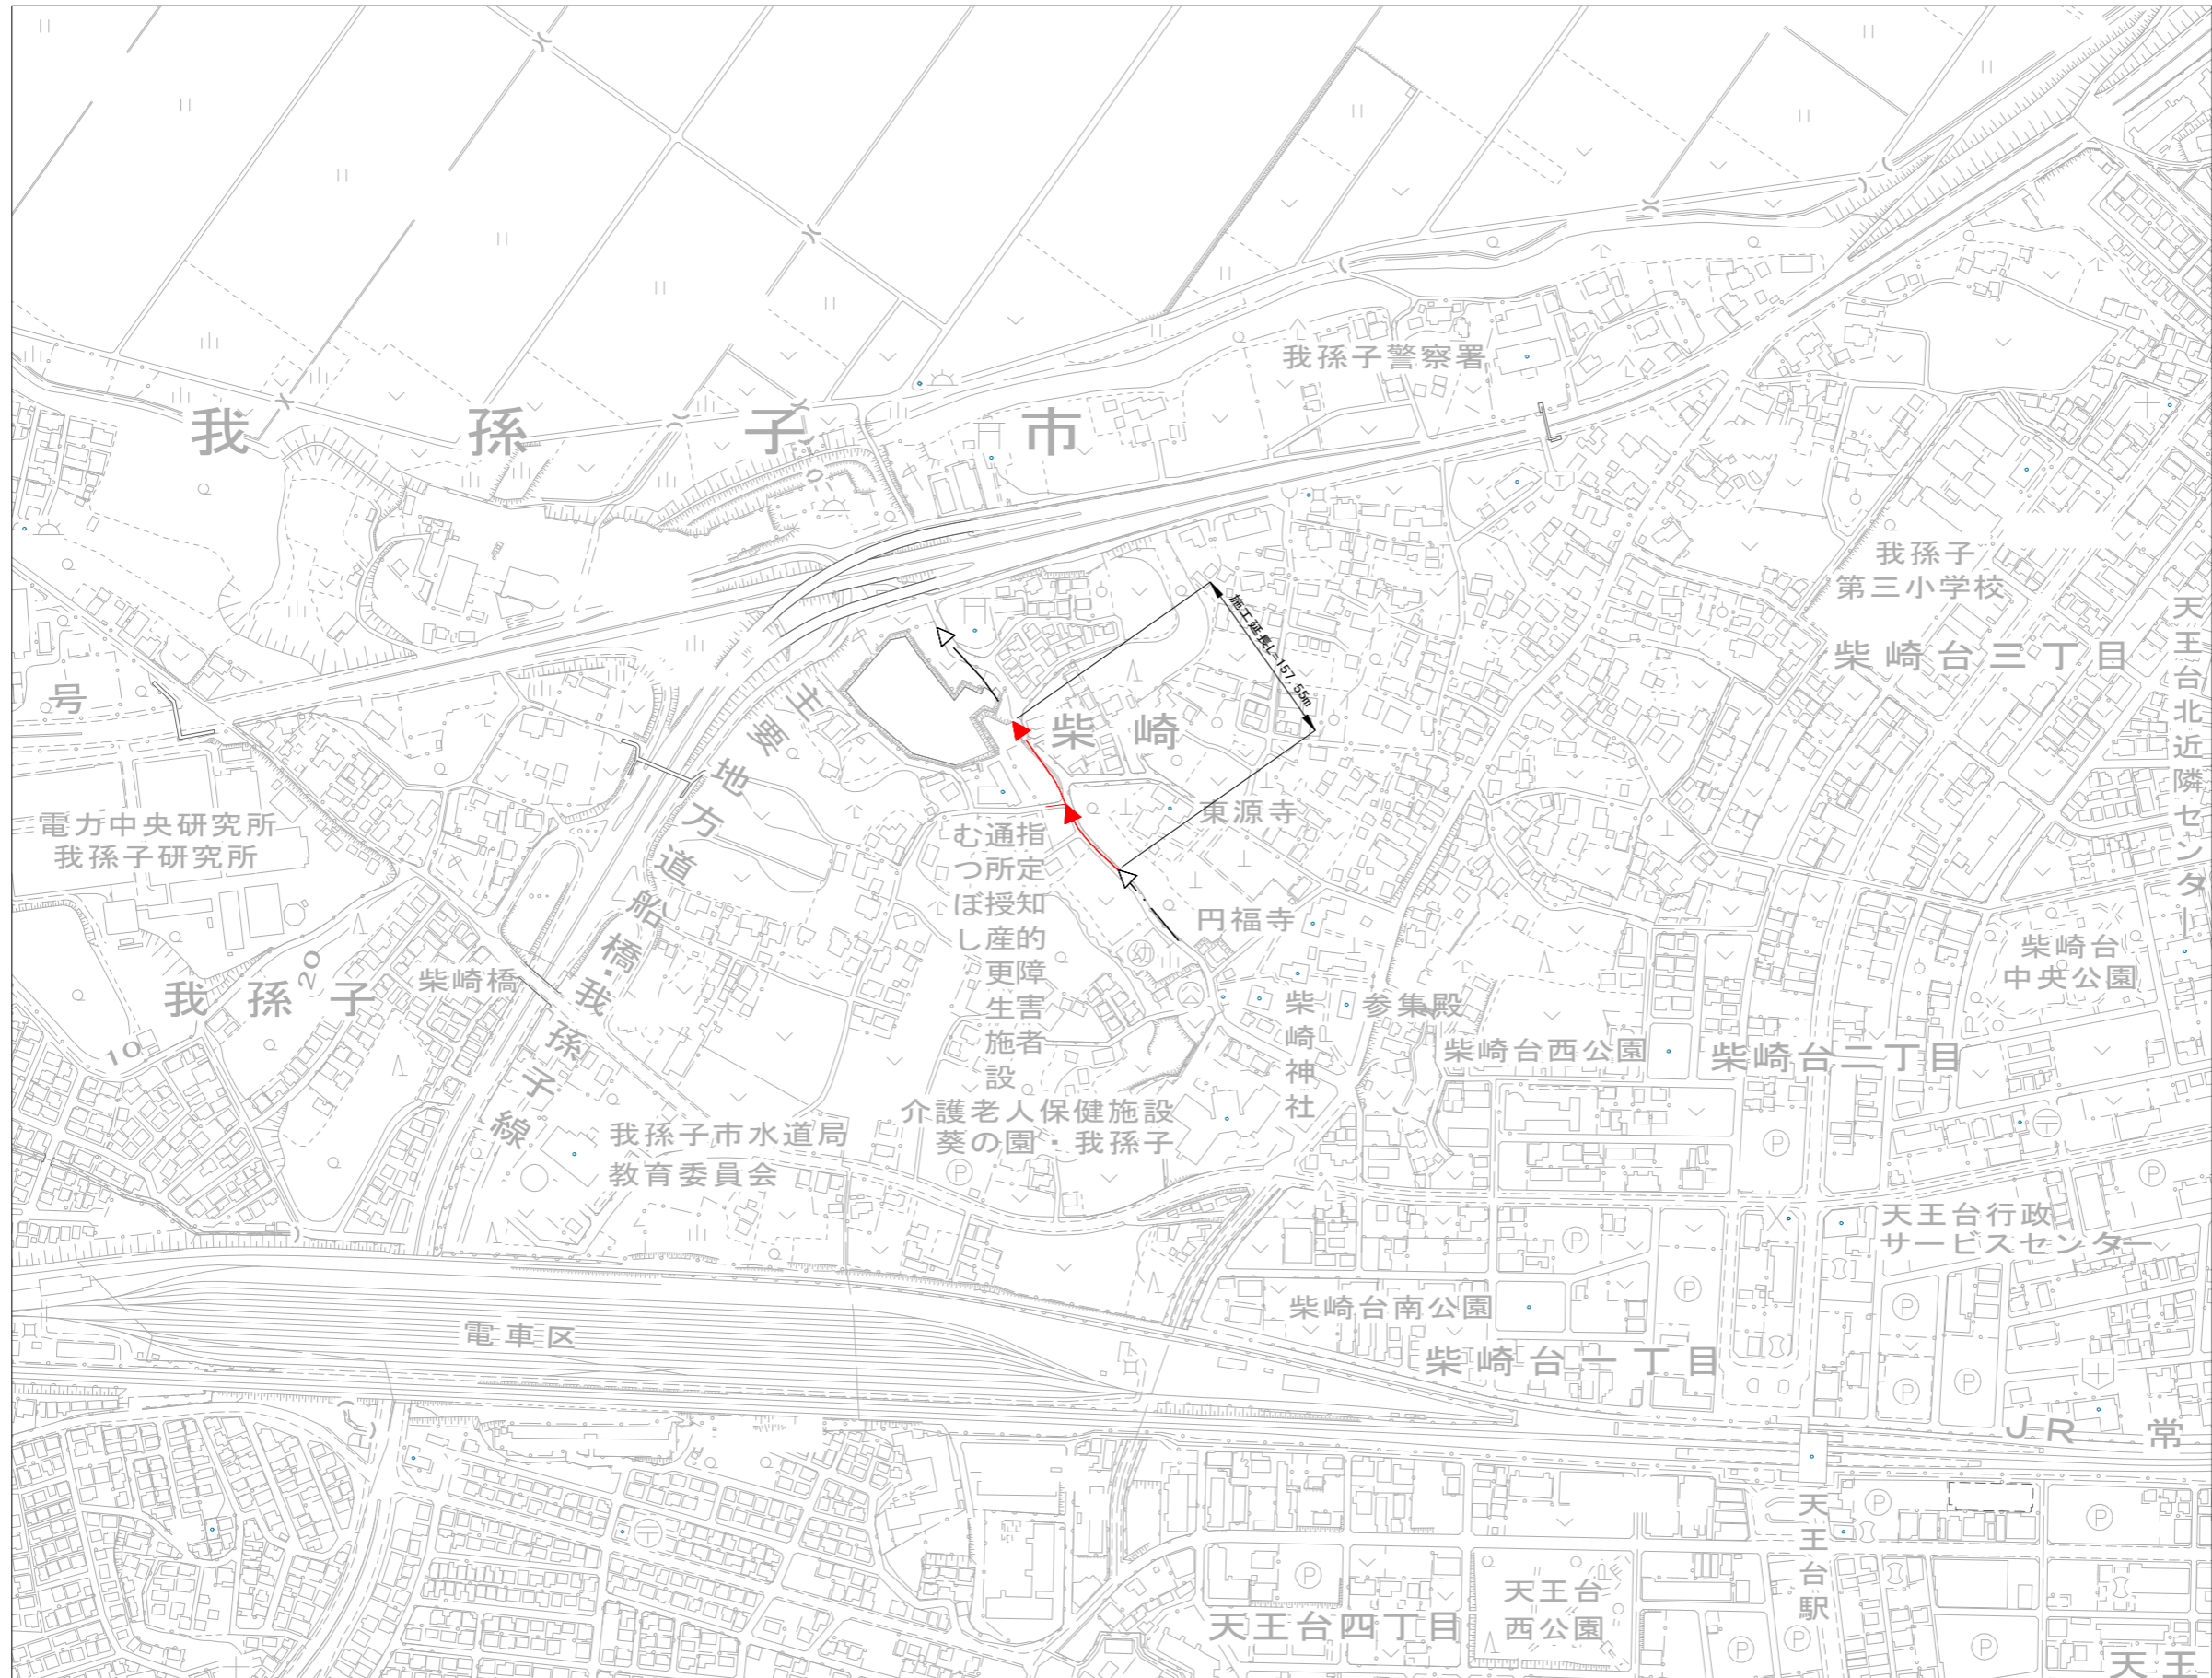 我孫子警察署
我孫子市
我孫子
第三小学校
施工延長L=157.55m
柴崎台三丁目
天王台北近隣センター
号
柴崎
主要地方道船橋・我孫子線
電力中央研究所
我孫子研究所
東源寺
指定知的障害者
通所授産更生施設
むつぼし
円福寺
幼
柴崎台
中央公園
20
柴崎橋
我孫子
参集殿
柴崎神社
10
柴崎台西公園
柴崎台二丁目
介護老人保健施設
葵の園・我孫子
我孫子市水道局
教育委員会
P
P
P
天王台行政
サービスセンター
P
P
P
柴崎台南公園
電車区
柴崎台一丁目
P
P
P
JR常
P
P
天王台駅
P
天王台
西公園
天王台四丁目
P
P
P
天王